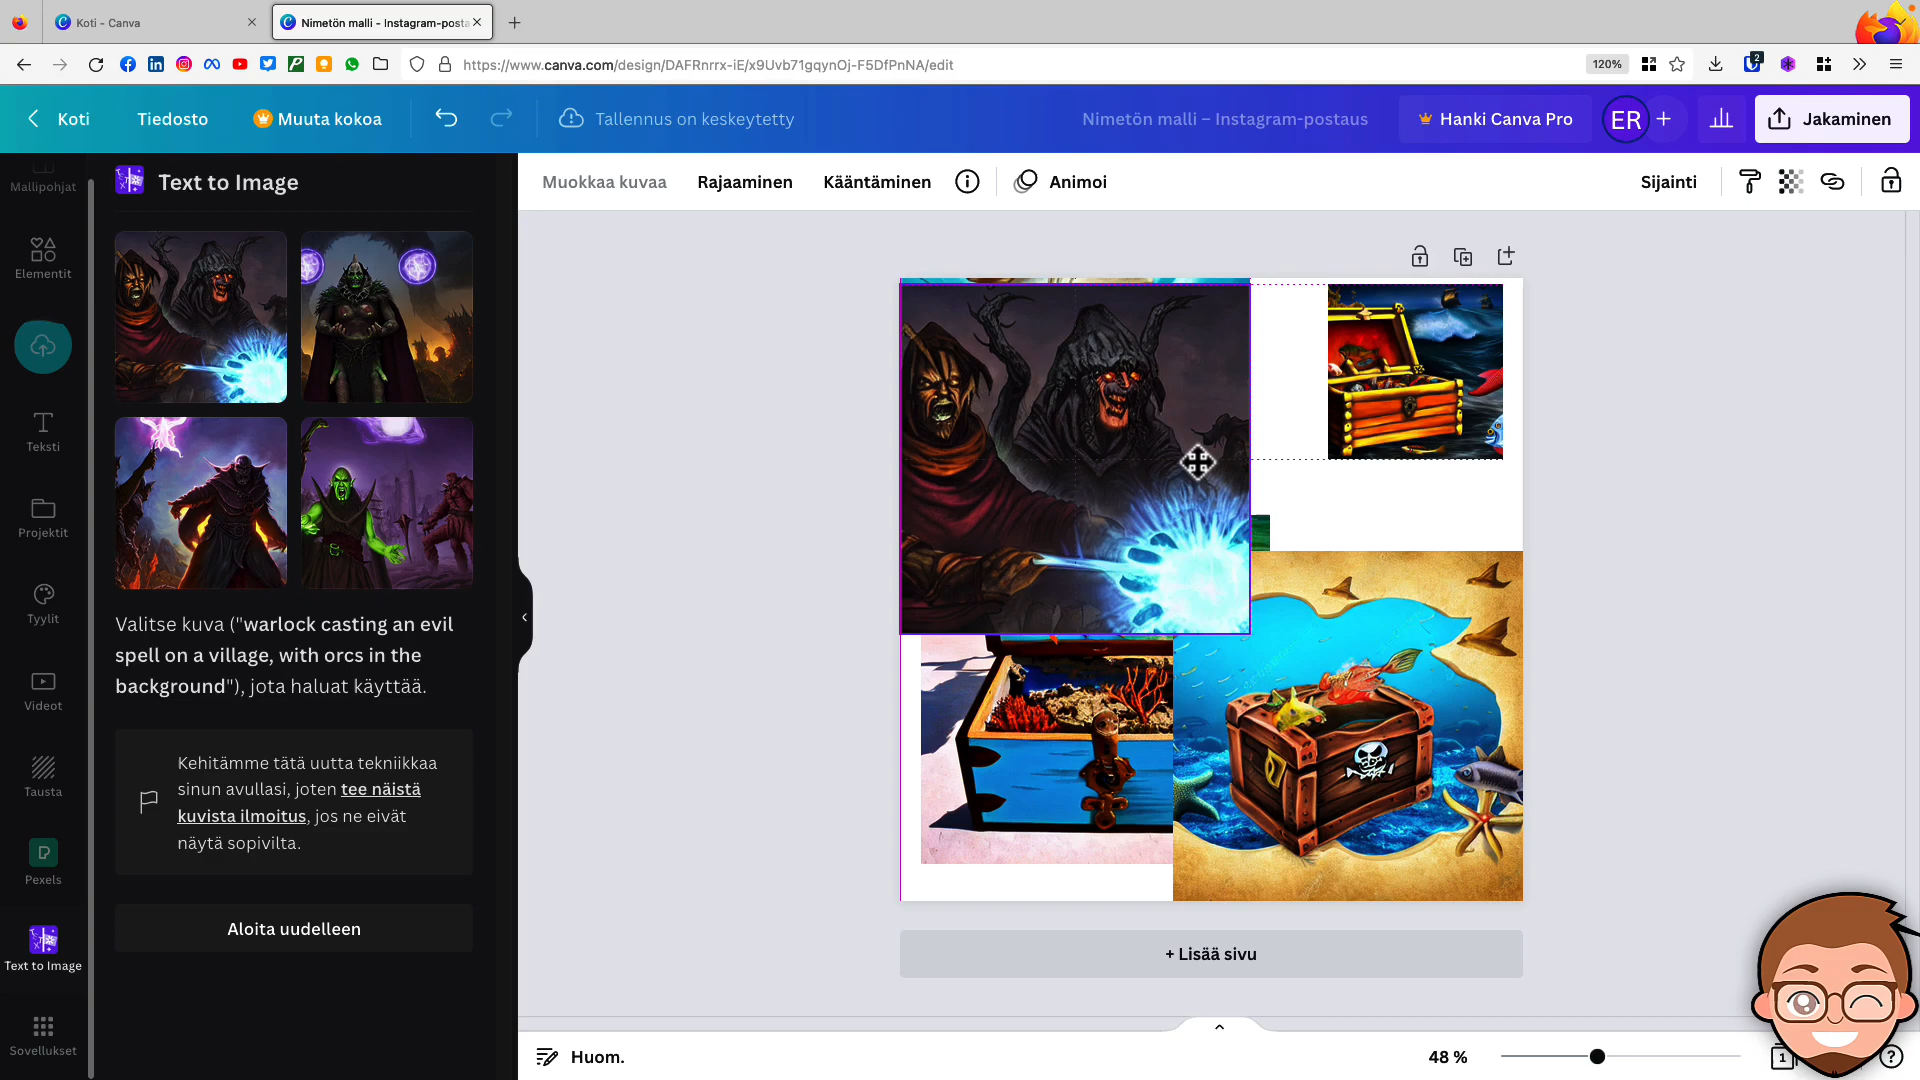 Koti - Canva
Nimetön malli - Instagram-posta
https://www.canva.com/design/DAFRnrrx-iE/x9Uvb71gqynOj-F5DfPnNA/edit
120%
2
Koti
Tiedosto
Muuta kokoa
Tallennus on keskeytetty
Nimetön malli – Instagram-postaus
Hanki Canva Pro
ER
Jakaminen
Mallipohjat
Elementit
Teksti
Projektit
Tyylit
Videot
Tausta
Pexels
Text to Image
Sovellukset
Text to Image
Valitse kuva ("warlock casting an evil
spell on a village, with orcs in the
background"), jota haluat käyttää.
Kehitämme tätä uutta tekniikkaa
sinun avullasi, joten tee näistä
kuvista ilmoitus, jos ne eivät
näytä sopivilta.
Aloita uudelleen
Muokkaa kuvaa
Rajaaminen
Kääntäminen
Animoi
Sijainti
+ Lisää sivu
Huom.
48 %
1